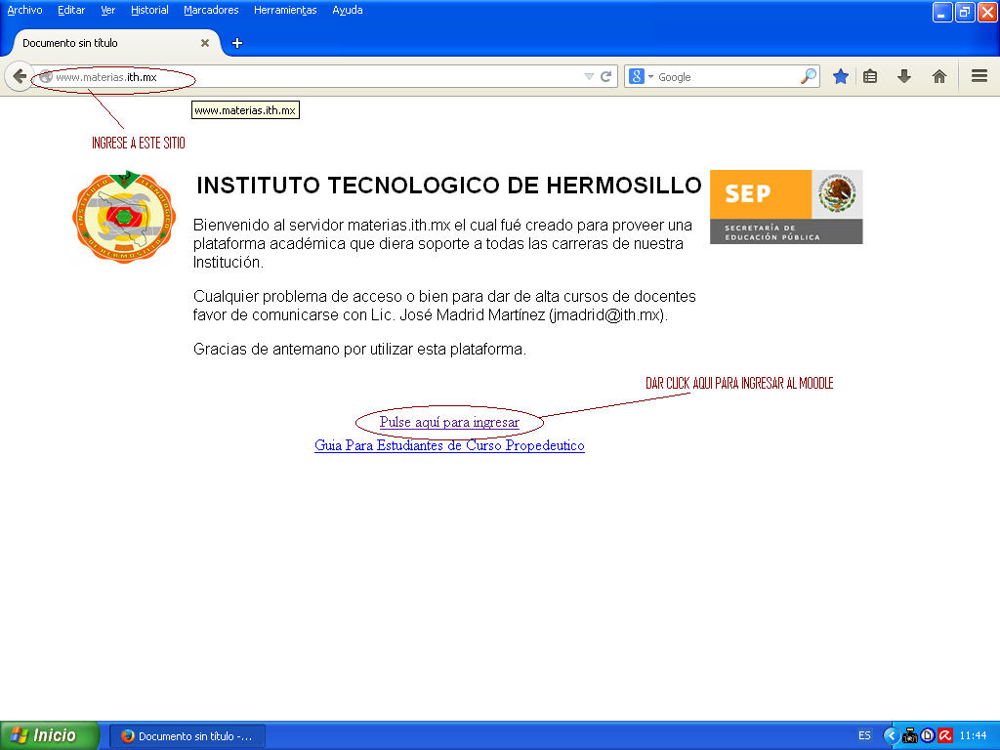 Archivo Editar Ver Historial Marcadores Herramientas Ayuda
Documento sin título
www.materias.ith.mx
Google
www.materias.ith.mx
INGRESE A ESTE SITIO
INSTITUTO TECNOLOGICO DE HERMOSILLO
Bienvenido al servidor materias.ith.mx el cual fué creado para proveer una
plataforma académica que diera soporte a todas las carreras de nuestra
Institución.
Cualquier problema de acceso o bien para dar de alta cursos de docentes
favor de comunicarse con Lic. José Madrid Martínez (jmadrid@ith.mx).
Gracias de antemano por utilizar esta plataforma.
INSTITUTO TECNOLOGICO
DE HERMOSILLO
SEP
SECRETARÍA DE
EDUCACIÓN PÚBLICA
DAR CLICK AQUI PARA INGRESAR AL MOODLE
Pulse aquí para ingresar
Guia Para Estudiantes de Curso Propedeutico
Inicio
Documento sin título -...
ES
11:44